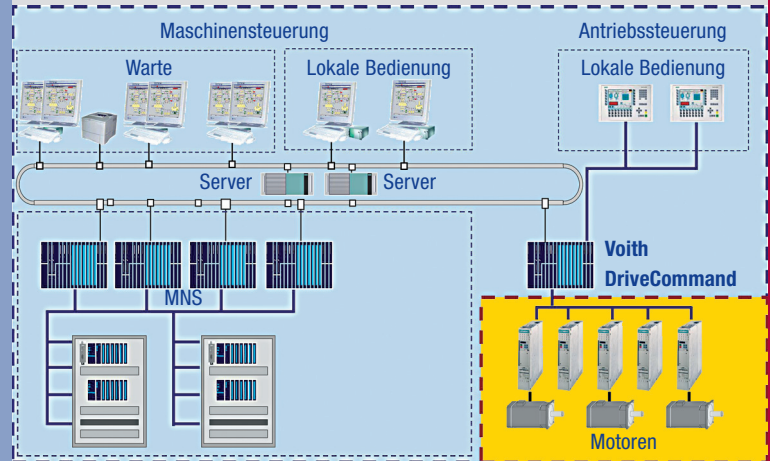 Maschinensteuerung
Antriebssteuerung
Warte
Lokale Bedienung
Lokale Bedienung
Server
Server
Voith
DriveCommand
MNS
Motoren